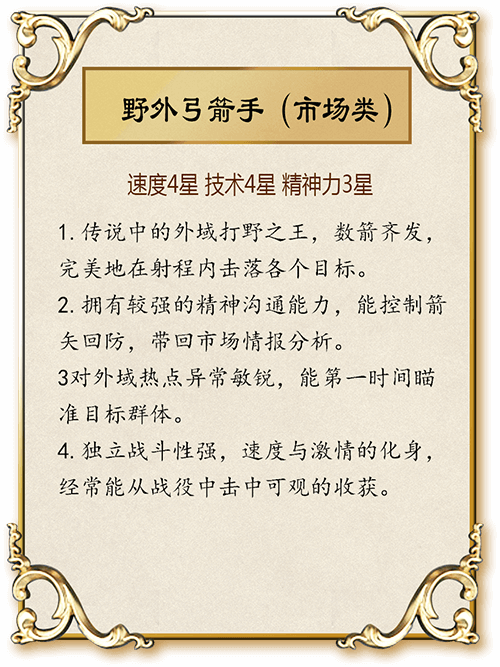 野外弓箭手（市场类）
速度4星 技术4星 精神力3星
1.传说中的外域打野之王，数箭齐发，
完美地在射程内击落各个目标。
2.拥有较强的精神沟通能力，能控制箭
矢回防，带回市场情报分析。
3对外域热点异常敏锐，能第一时间瞄
准目标群体。
4.独立战斗性强，速度与激情的化身，
经常能从战役中击中可观的收获。